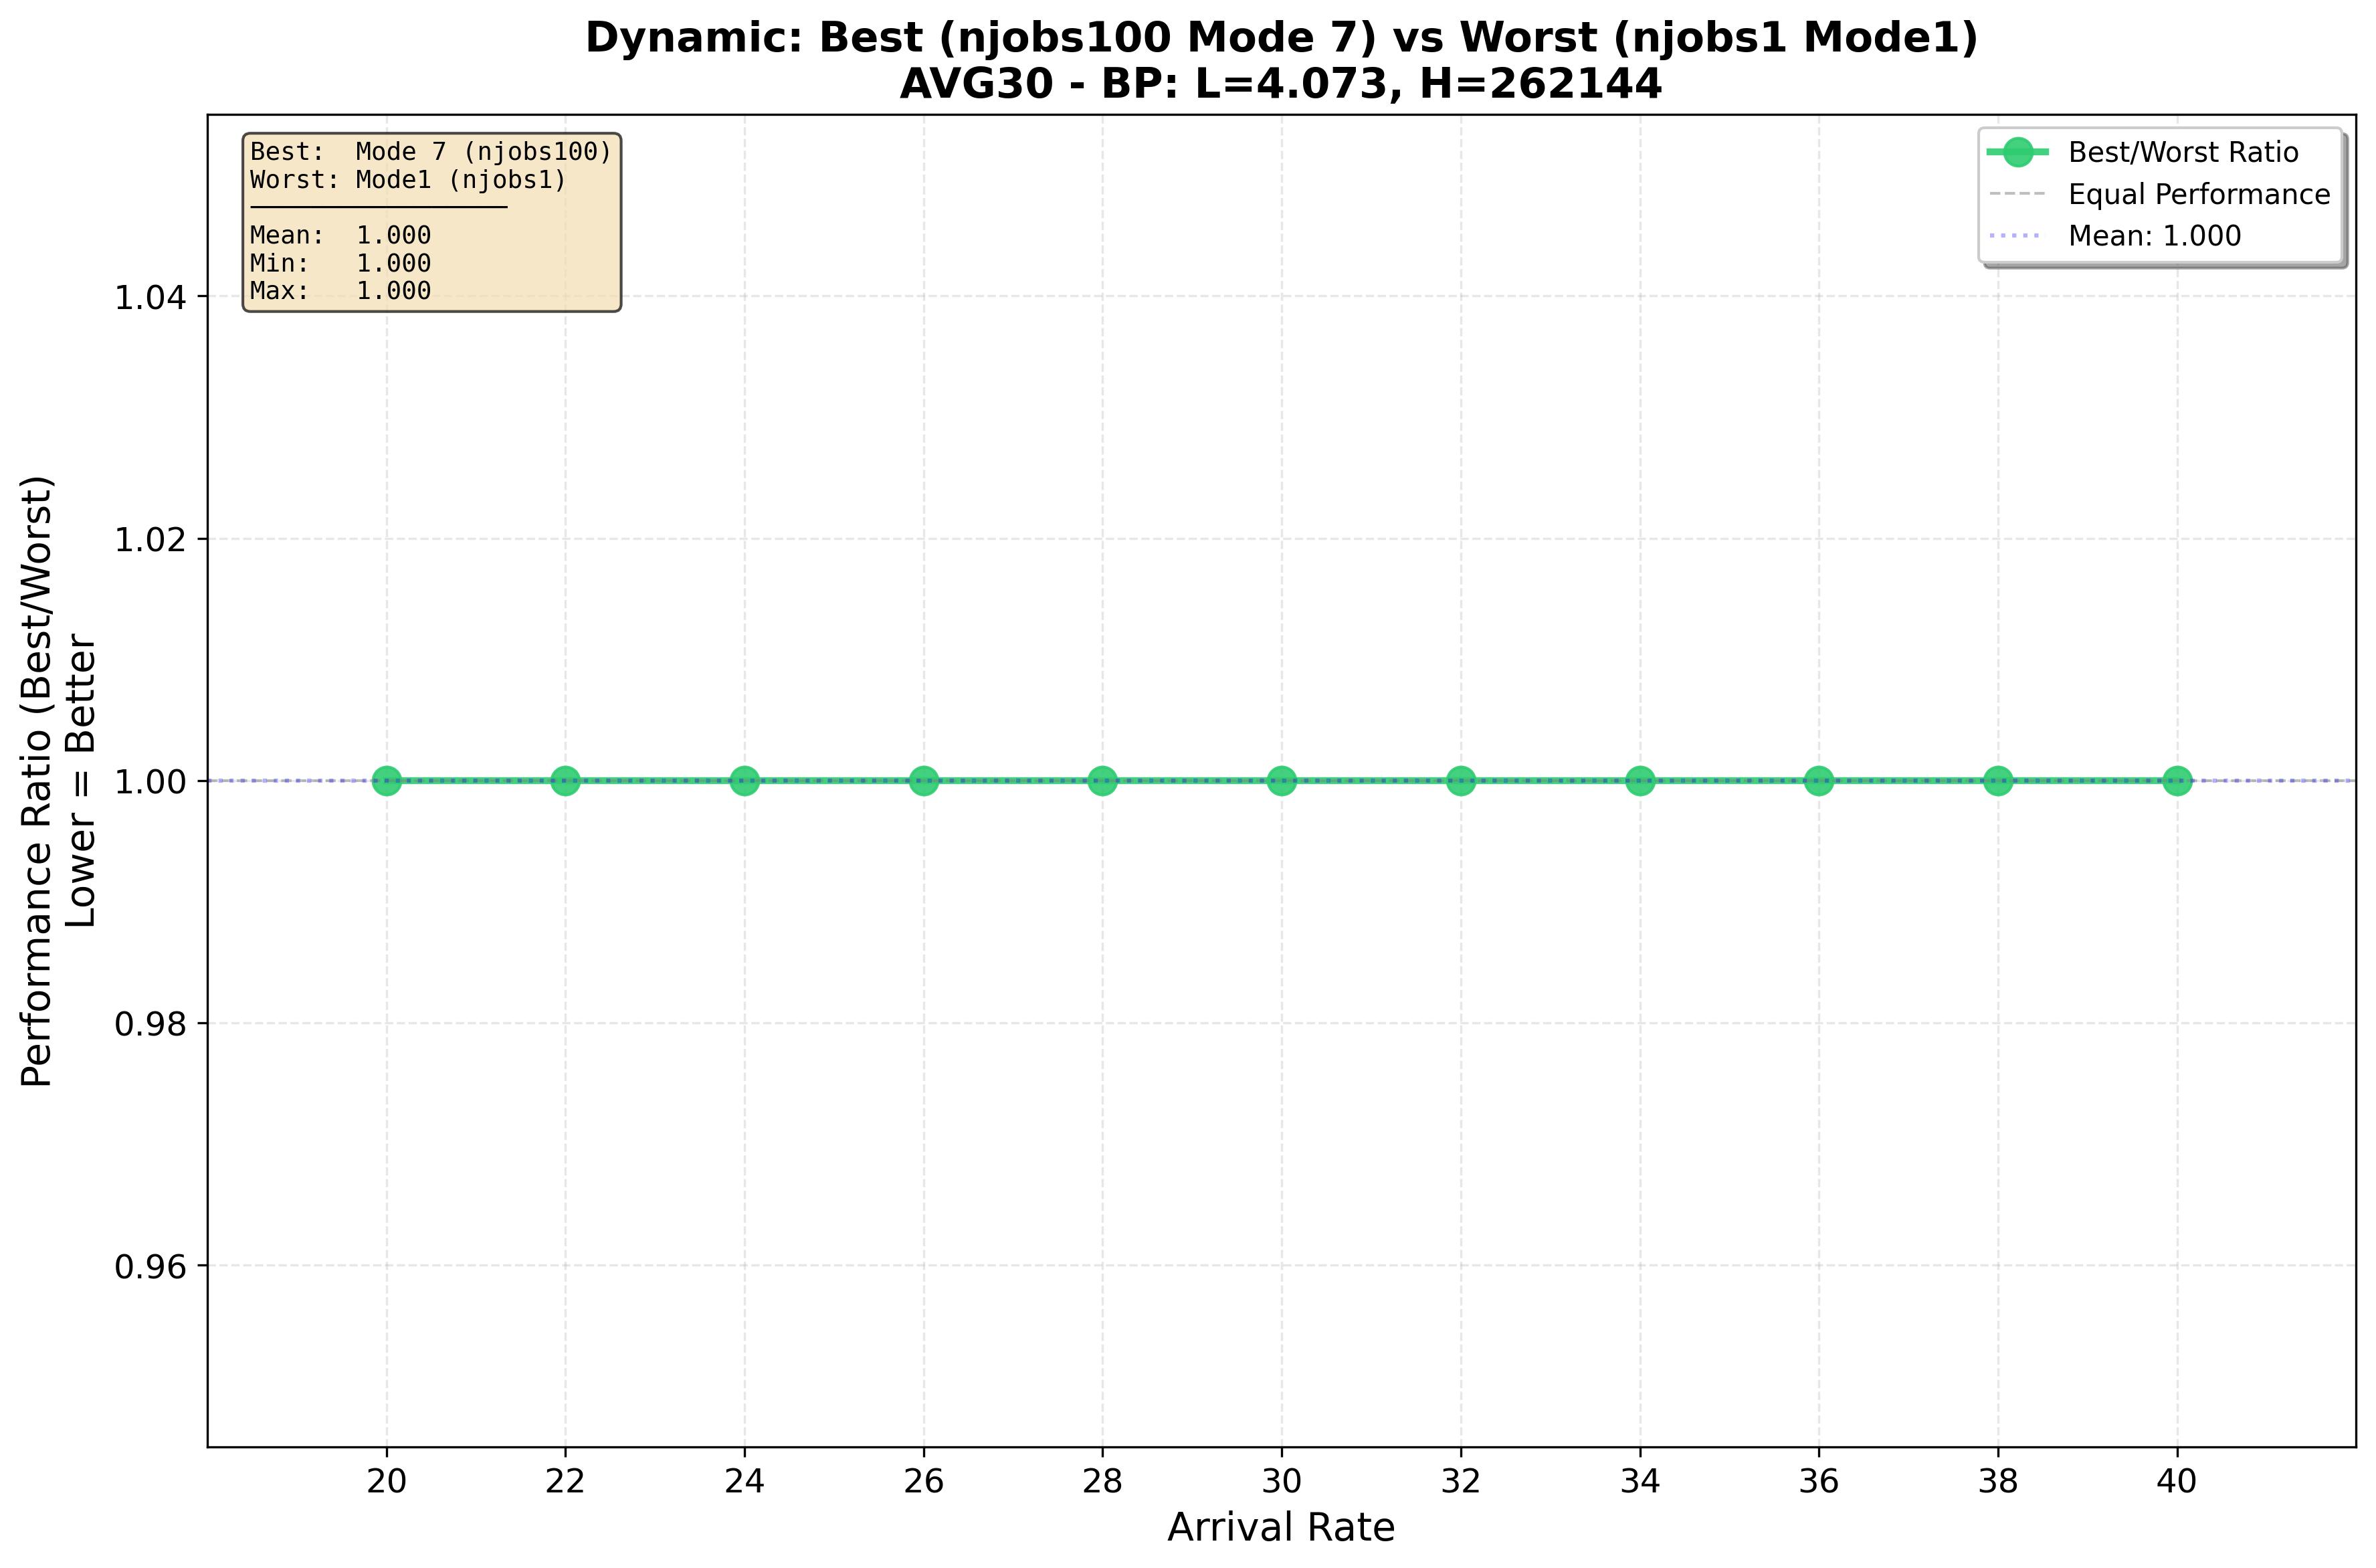 Dynamic: Best (njobs100 Mode 7) vs Worst (njobs1 Mode1)
AVG30 - BP: L=4.073, H=262144
Best:  Mode 7 (njobs100)
Worst: Mode1 (njobs1)
Mean:  1.000
Min:   1.000
Max:   1.000
Best/Worst Ratio
Equal Performance
Mean: 1.000
Performance Ratio (Best/Worst)
Lower = Better
1.04
1.02
1.00
0.98
0.96
20 22 24 26 28 30 32 34 36 38 40
Arrival Rate